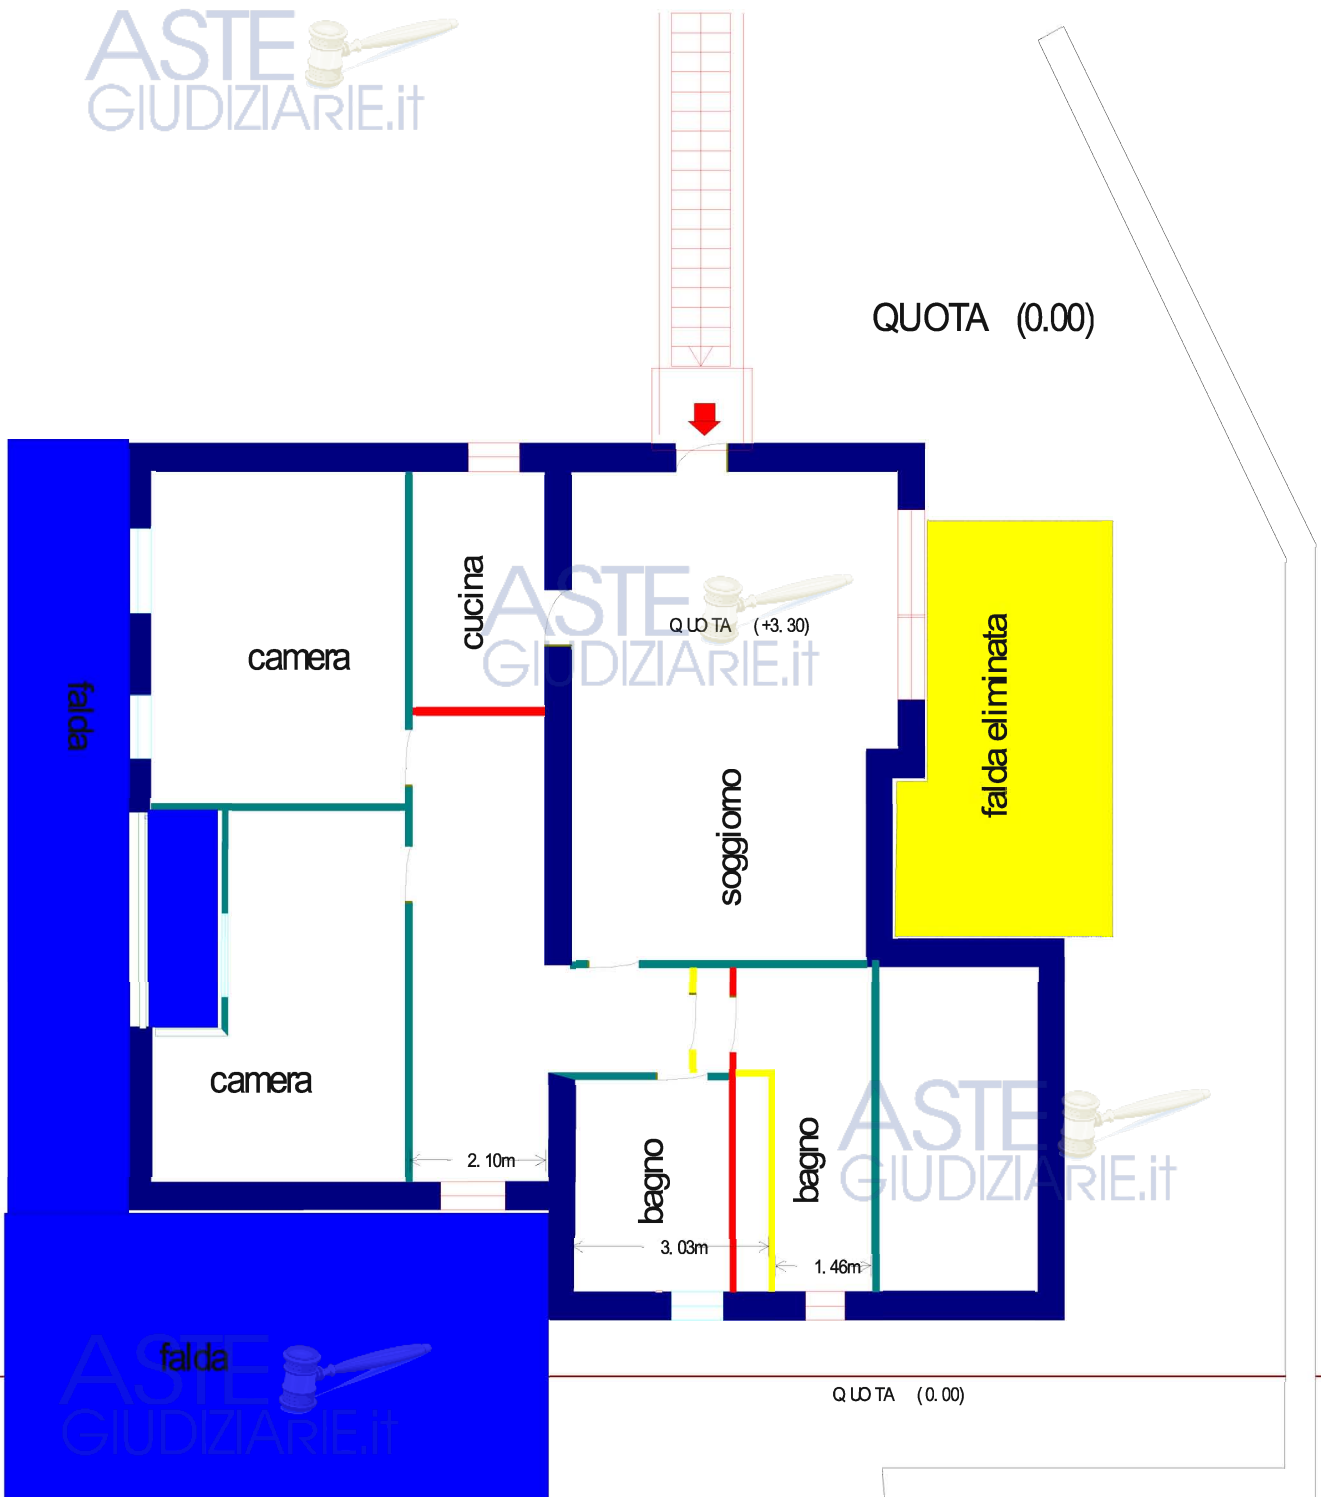 ASTE
GIUDIZIARIE.it
QUOTA (0.00)
cucina
ASTE
GIUDIZIARIE.it
QUOTA (+3.30)
camera
falda
falda eliminata
soggiorno
camera
ASTE
GIUDIZIARIE.it
2.10m
bagno
bagno
3.03m
1.46m
falda
ASTE
GIUDIZIARIE.it
QUOTA (0.00)